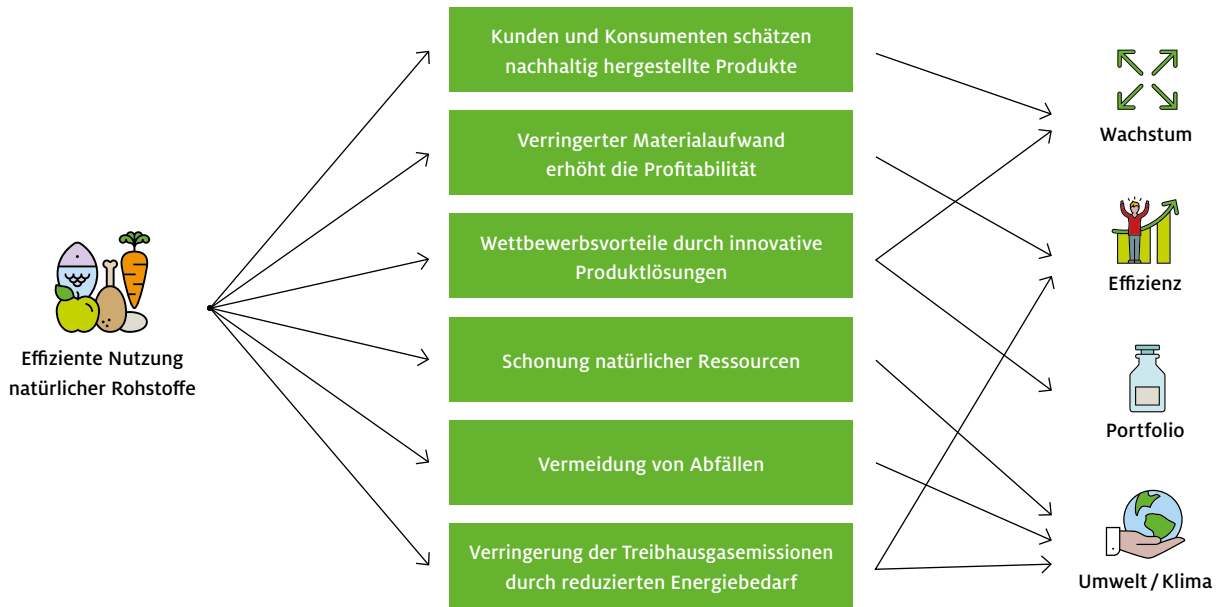 Effiziente Nutzung
natürlicher Rohstoffe
Kunden und Konsumenten schätzen
nachhaltig hergestellte Produkte
Verringerter Materialaufwand
erhöht die Profitabilität
Wettbewerbsvorteile durch innovative
Produktlösungen
Schonung natürlicher Ressourcen
Vermeidung von Abfällen
Verringerung der Treibhausgasemissionen
durch reduzierten Energiebedarf
Wachstum
Effizienz
Portfolio
Umwelt / Klima